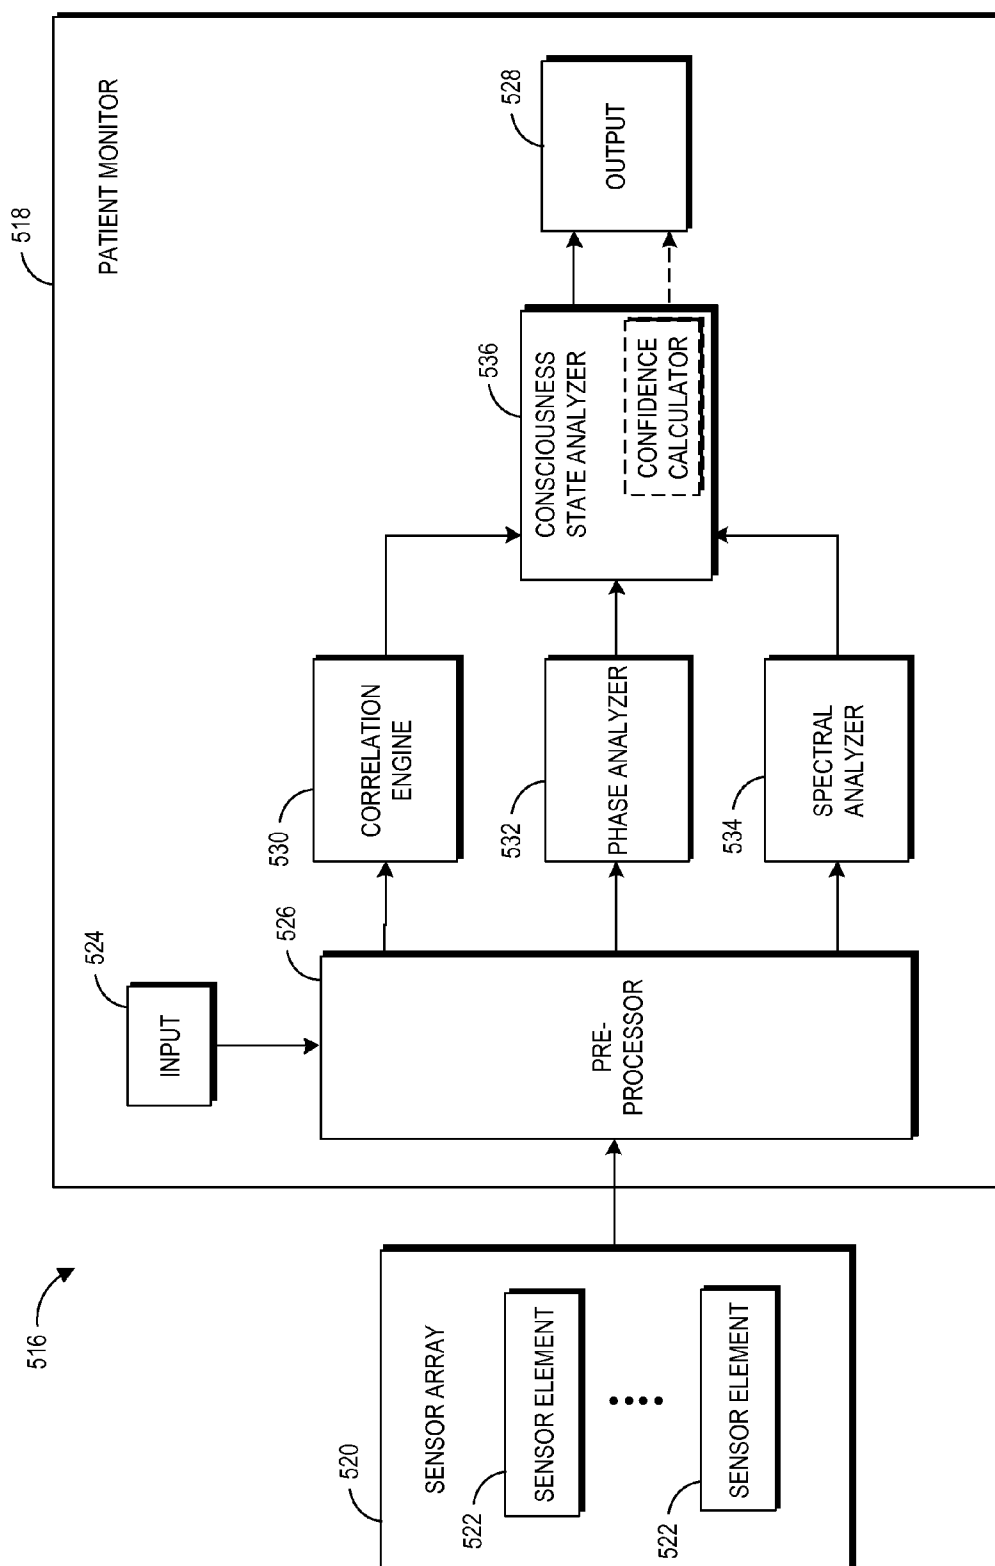 516
518
PATIENT MONITOR
520
SENSOR ARRAY
522
SENSOR ELEMENT
522
SENSOR ELEMENT
524
INPUT
526
PRE-
PROCESSOR
530
CORRELATION
ENGINE
532
PHASE ANALYZER
534
SPECTRAL
ANALYZER
536
CONSCIOUSNESS
STATE ANALYZER
CONFIDENCE
CALCULATOR
528
OUTPUT